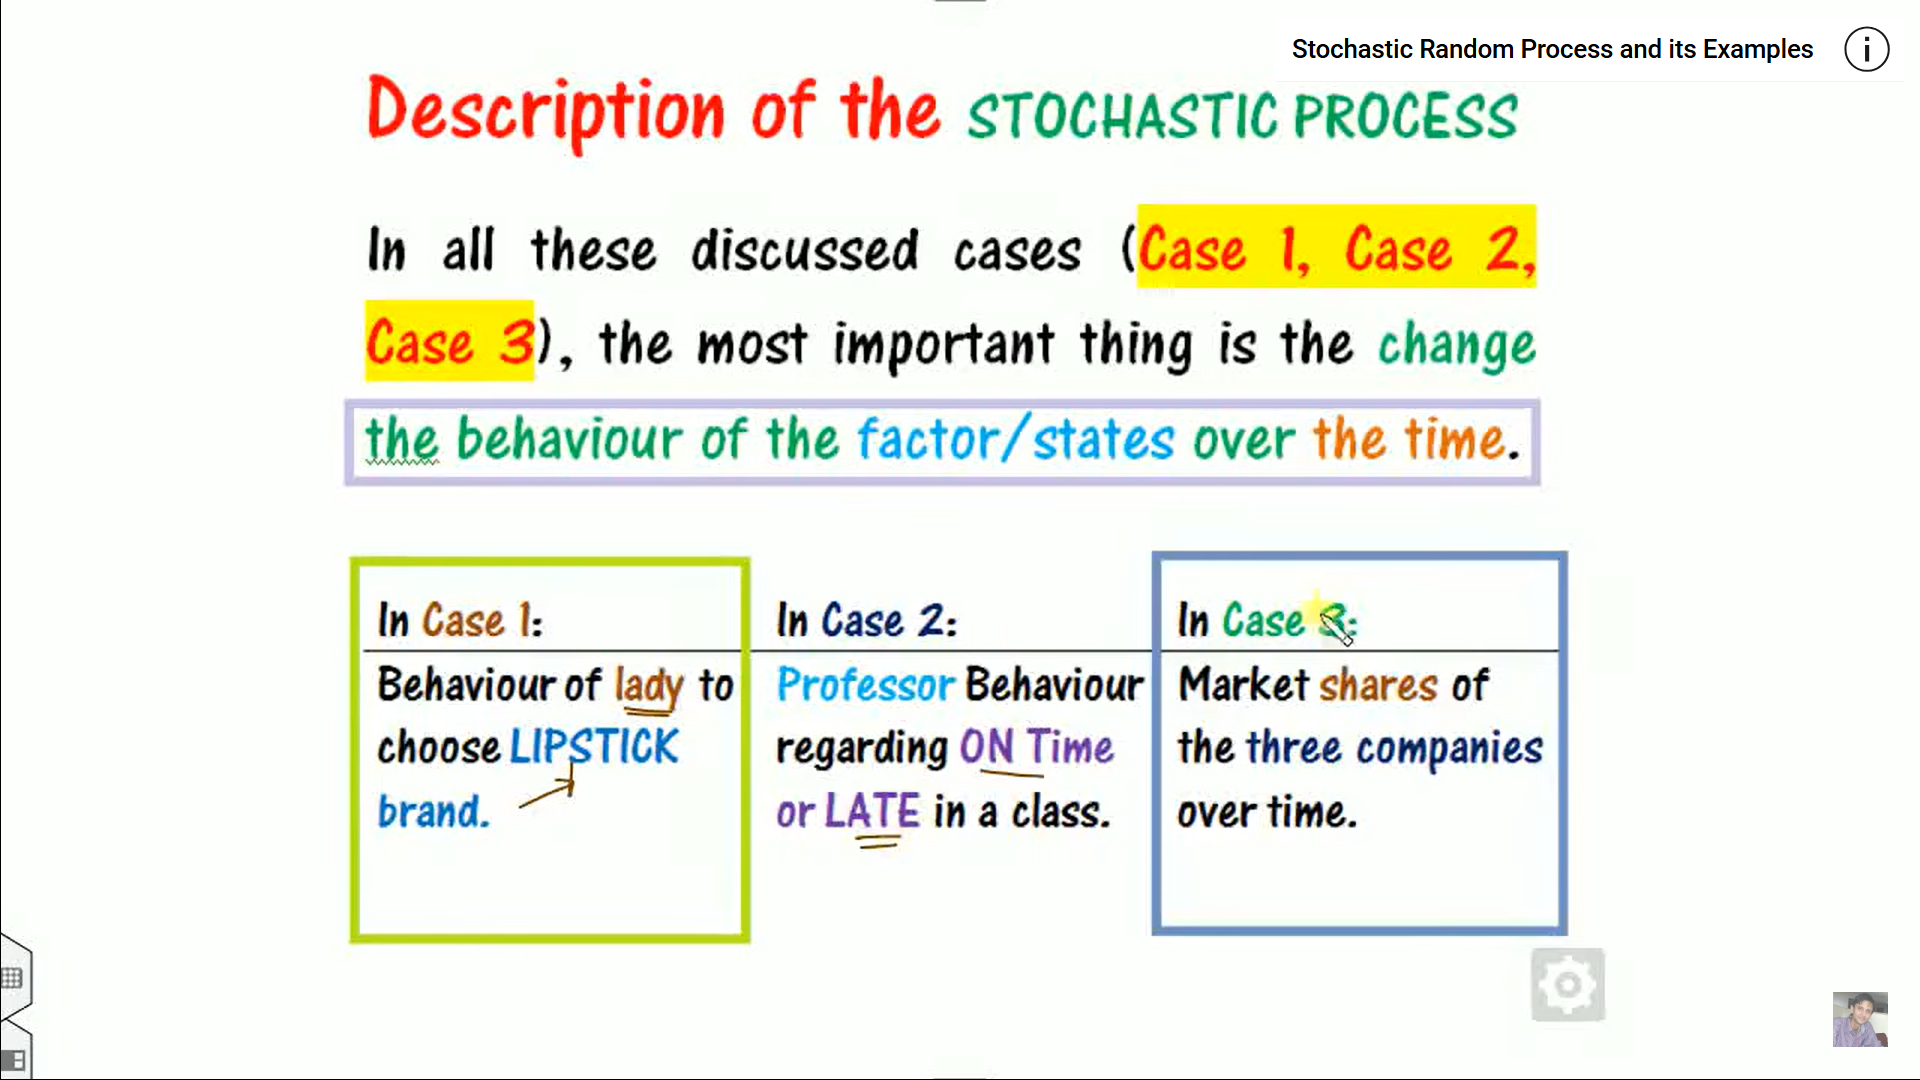 Stochastic Random Process and its Examples
Description of the STOCHASTIC PROCESS
In all these discussed cases (Case 1, Case 2,
Case 3), the most important thing is the change
the behaviour of the factor/states over the time.
In Case 1:
Behaviour of lady to
choose LIPSTICK
brand.
In Case 2:
Professor Behaviour
regarding ON Time
or LATE in a class.
In Case 3:
Market shares of
the three companies
over time.